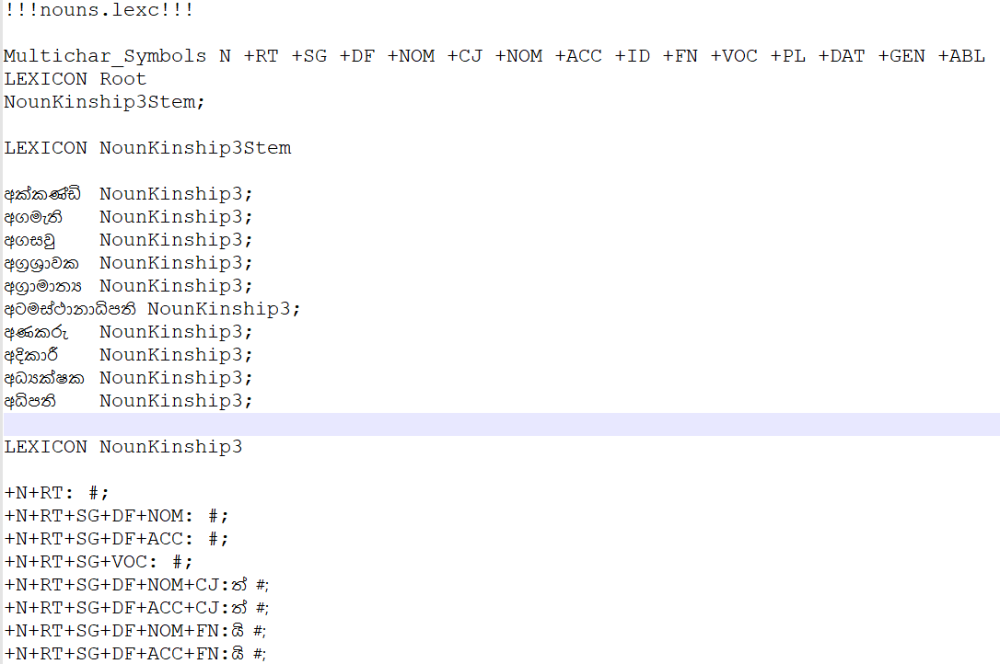 !!!nouns.lexc!!!
Multichar_Symbols N +RT +SG +DF +NOM +CJ +NOM +ACC +ID +FN +VOC +PL +DAT +GEN +ABL
LEXICON Root
NounKinship3Stem;
LEXICON NounKinship3Stem
අක්කණ්ඩි NounKinship3;
අගමැති NounKinship3;
අගසවු NounKinship3;
අග්‍රශ්‍රාවක NounKinship3;
අග්‍රාමාත්‍ය NounKinship3;
අටමස්ථානාධිපති NounKinship3;
අණකරු NounKinship3;
අදිකාරී NounKinship3;
අධ්‍යක්ෂක NounKinship3;
අධිපති NounKinship3;
LEXICON NounKinship3
+N+RT: #;
+N+RT+SG+DF+NOM: #;
+N+RT+SG+DF+ACC: #;
+N+RT+SG+VOC: #;
+N+RT+SG+DF+NOM+CJ:ත් #;
+N+RT+SG+DF+ACC+CJ:ත් #;
+N+RT+SG+DF+NOM+FN:යි #;
+N+RT+SG+DF+ACC+FN:යි #;